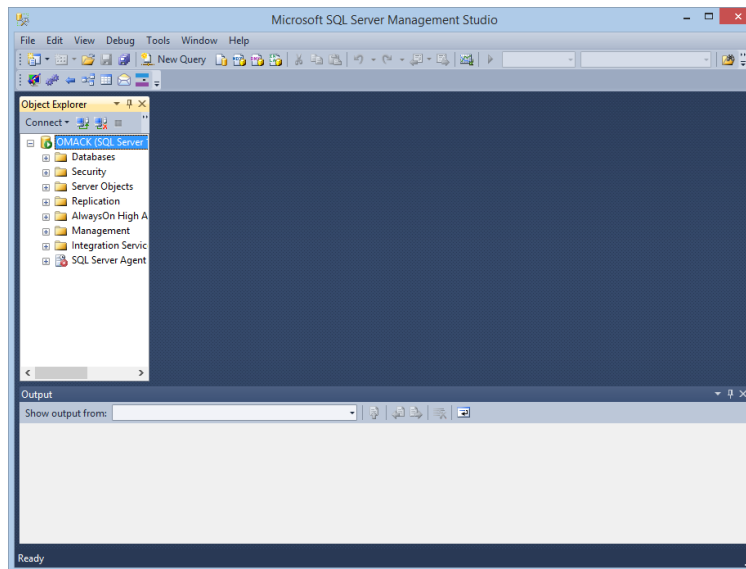 Microsoft SQL Server Management Studio
File Edit View Debug Tools Window Help
New Query
Object Explorer
Connect
OMACK (SQL Server
Databases
Security
Server Objects
Replication
AlwaysOn High A
Management
Integration Servic
SQL Server Agent
Output
Show output from:
Ready